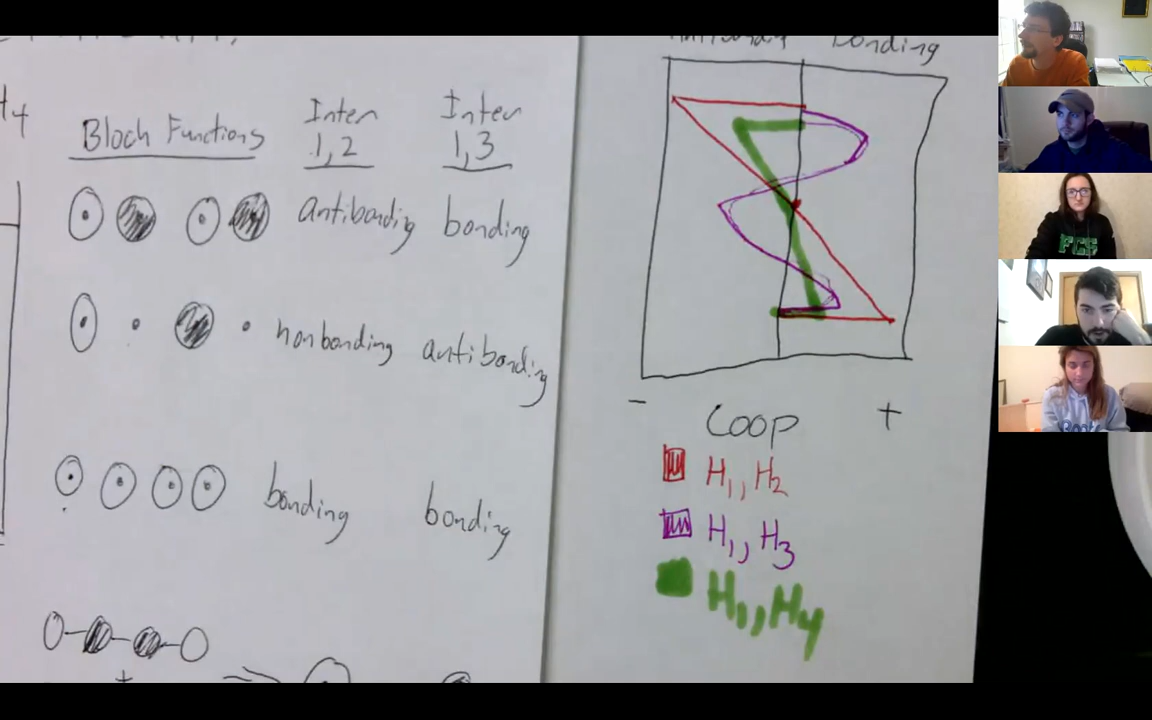 Bloch Functions
Inter
1,2
Inter
1,3
antibonding
bonding
nonbonding
antibonding
bonding
bonding
bonding
-
COOP
+
H1, H2
H1, H3
H1, H4
FCS